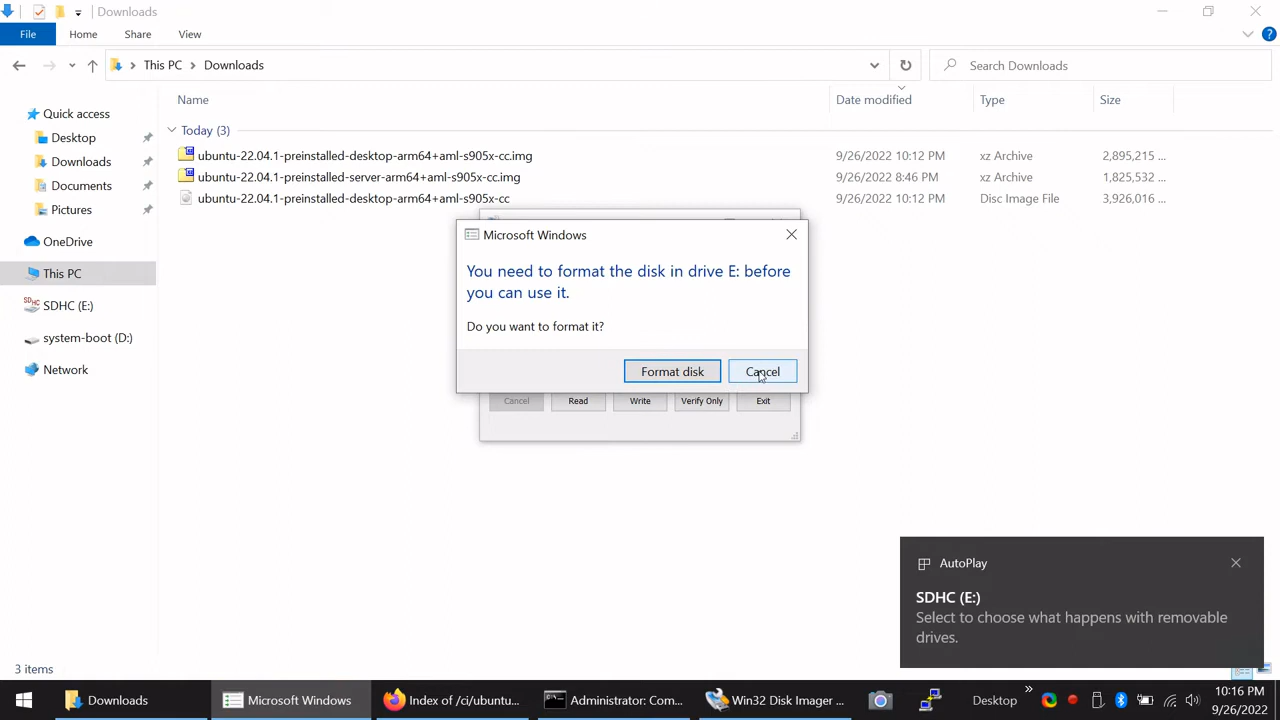 Downloads
File
Home
Share
View
This PC
Downloads
Search Downloads
Name
Date modified
Type
Size
Quick access
Desktop
Downloads
Documents
Pictures
OneDrive
This PC
SDHC (E:)
system-boot (D:)
Network
Today (3)
ubuntu-22.04.1-preinstalled-desktop-arm64+aml-s905x-cc.img 9/26/2022 10:12 PM xz Archive 2,895,215 ...
ubuntu-22.04.1-preinstalled-server-arm64+aml-s905x-cc.img 9/26/2022 8:46 PM xz Archive 1,825,532 ...
ubuntu-22.04.1-preinstalled-desktop-arm64+aml-s905x-cc 9/26/2022 10:12 PM Disc Image File 3,926,016 ...
Microsoft Windows
You need to format the disk in drive E: before
you can use it.
Do you want to format it?
Format disk
Cancel
Cancel
Read
Write
Verify Only
Exit
AutoPlay
SDHC (E:)
Select to choose what happens with removable
drives.
3 items
Downloads
Microsoft Windows
Index of /ci/ubuntu...
Administrator: Com...
Win32 Disk Imager ...
Desktop
10:16 PM
9/26/2022